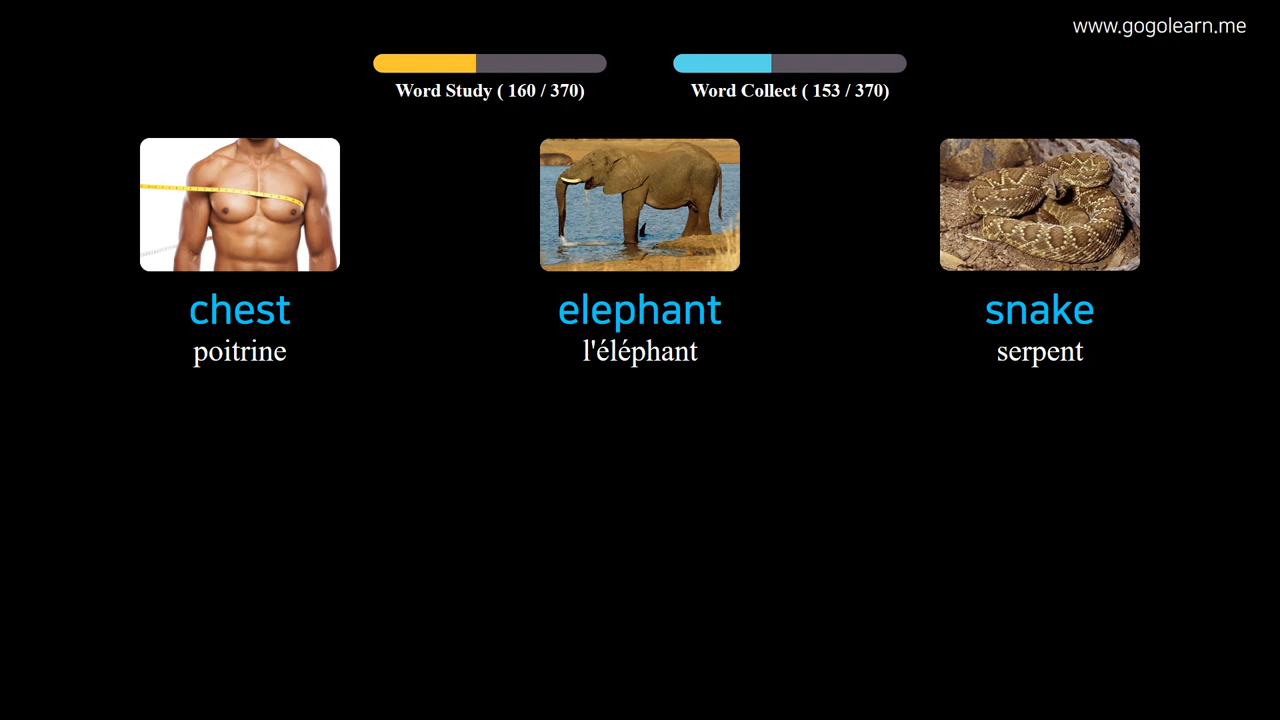 www.gogolearn.me
Word Study ( 160 / 370)
Word Collect ( 153 / 370)
chest
poitrine
elephant
l'éléphant
snake
serpent